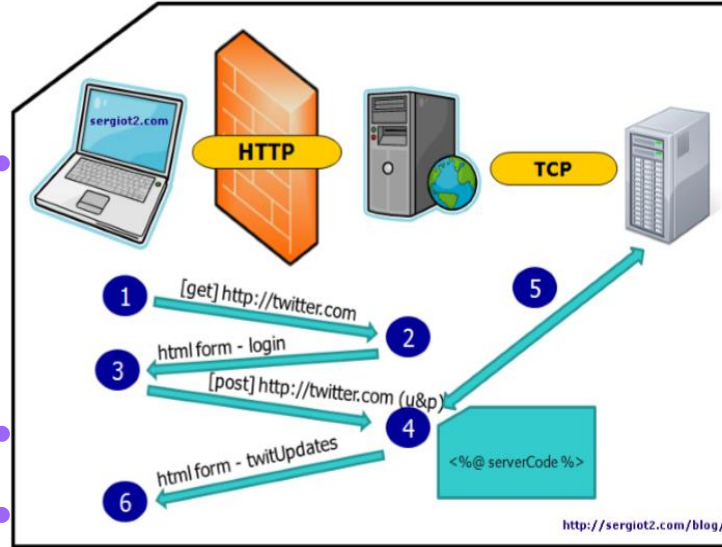 sergiot2.com
HTTP
TCP
1
[get] http://twitter.com
2
html form - login
3
[post] http://twitter.com (u&p)
4
5
<%@ serverCode %>
html form - twitUpdates
6
http://sergiot2.com/blog/